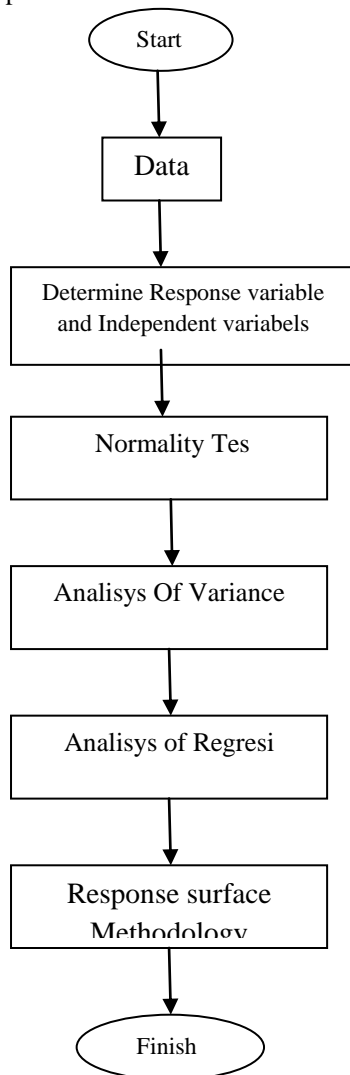 Start
Data
Determine Response variable
and Independent variabels
Normality Tes
Analisys Of Variance
Analisys of Regresi
Response surface
Methodology
Finish